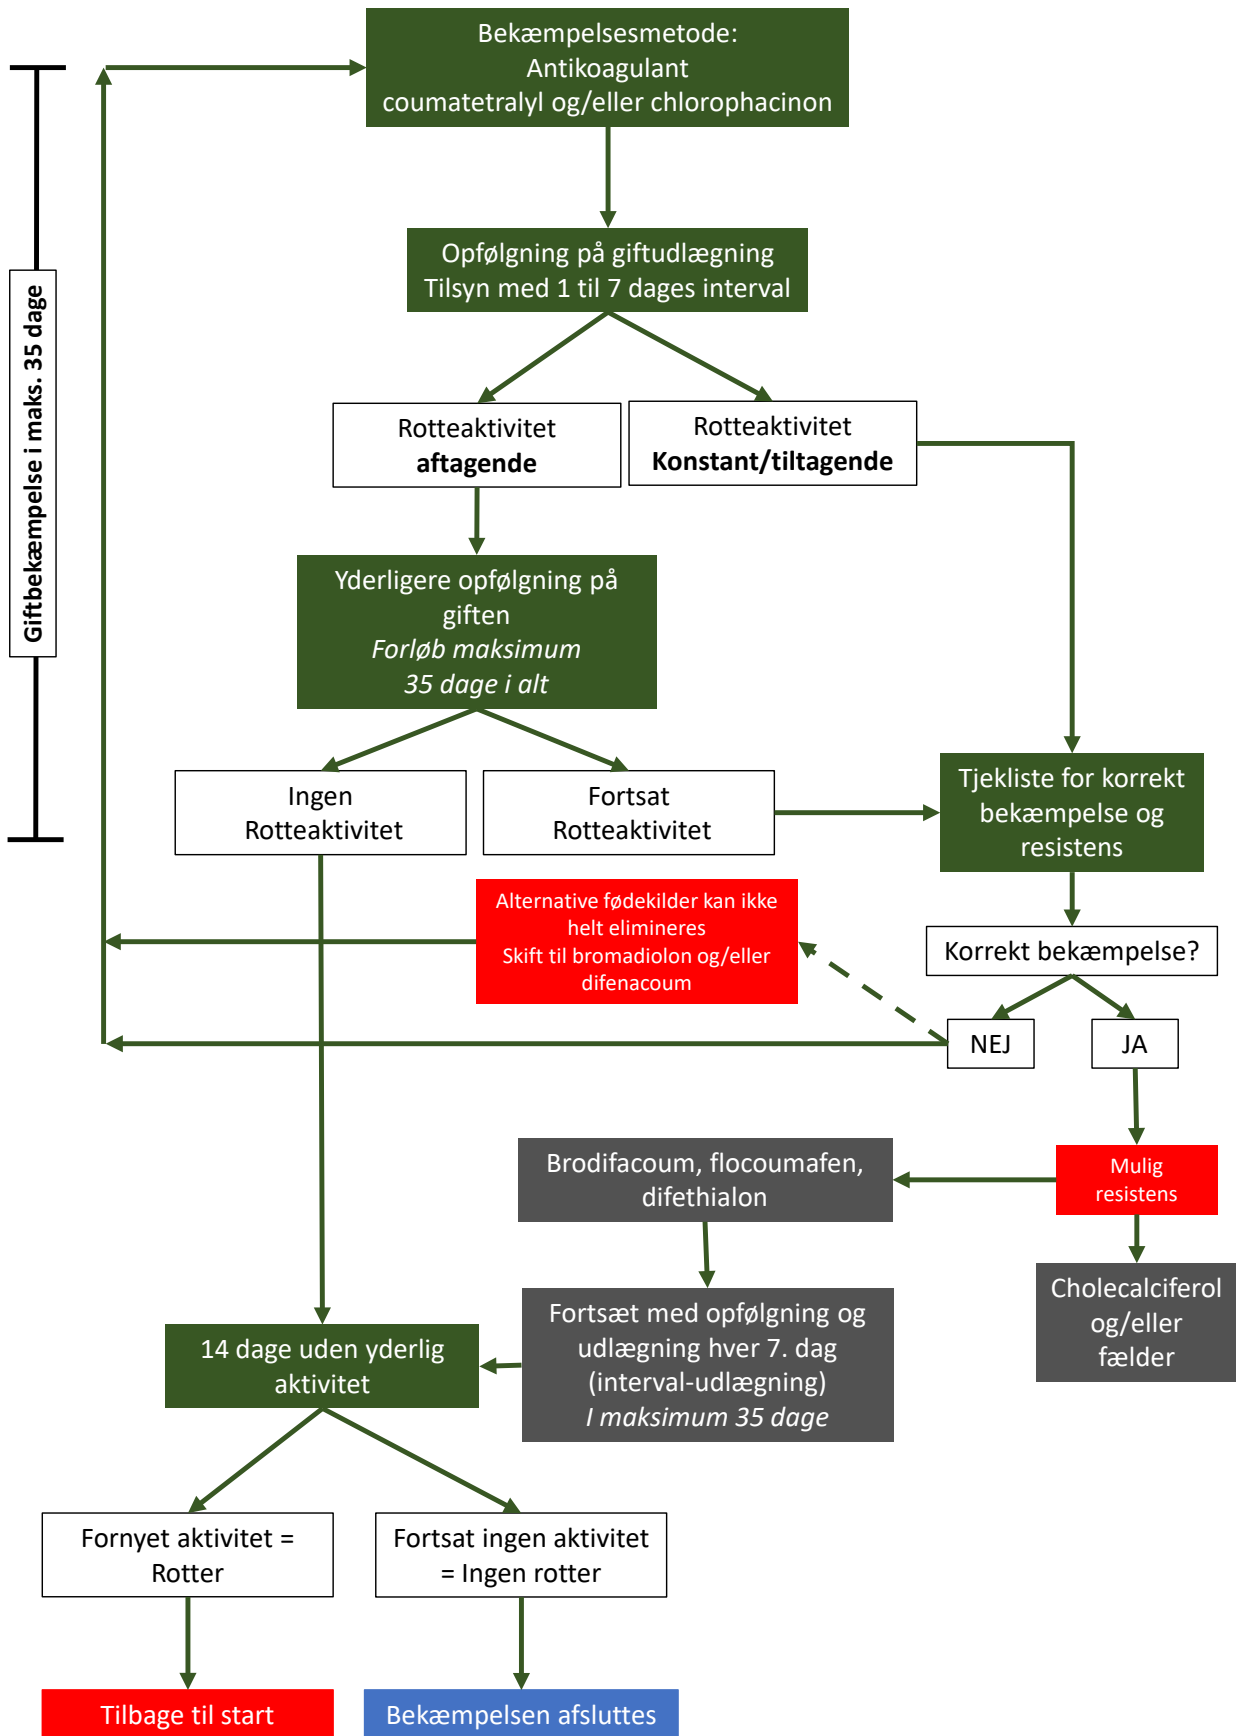 Bekæmpelsesmetode:
Antikoagulant
coumatetralyl og/eller chlorophacinon
Giftbekæmpelse i maks. 35 dage
Opfølgning på giftudlægning
Tilsyn med 1 til 7 dages interval
Rotteaktivitet
aftagende
Rotteaktivitet
Konstant/tiltagende
Yderligere opfølgning på
giften
Forløb maksimum
35 dage i alt
Ingen
Rotteaktivitet
Fortsat
Rotteaktivitet
Tjekliste for korrekt
bekæmpelse og
resistens
Alternative fødekilder kan ikke
helt elimineres
Skift til bromadiolon og/eller
difenacoum
Korrekt bekæmpelse?
NEJ
JA
Brodifacoum, flocoumafen,
difethialon
Mulig
resistens
Cholecalciferol
og/eller
fælder
Fortsæt med opfølgning og
udlægning hver 7. dag
(interval-udlægning)
I maksimum 35 dage
14 dage uden yderlig
aktivitet
Fornyet aktivitet =
Rotter
Fortsat ingen aktivitet
= Ingen rotter
Tilbage til start
Bekæmpelsen afsluttes